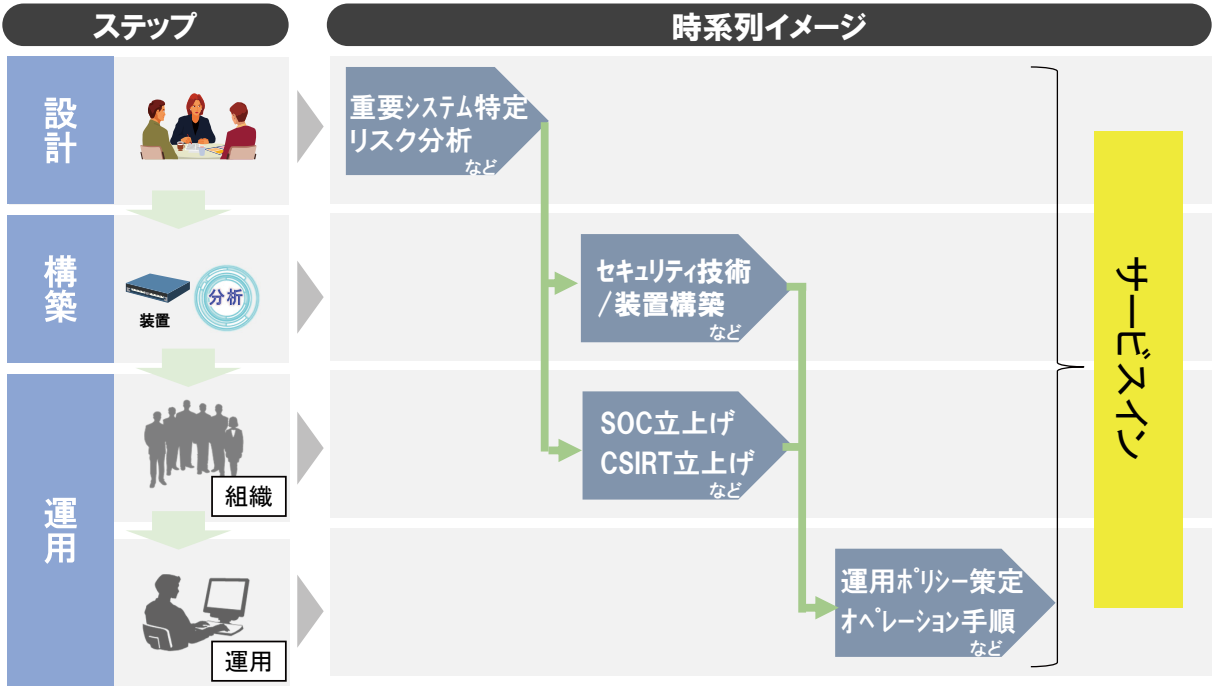 ステップ
時系列イメージ
設計
重要システム特定
リスク分析
など
構築
装置
分析
セキュリティ技術
/装置構築
など
運用
組織
SOC立上げ
CSIRT立上げ
など
運用
運用ポリシー策定
オペレーション手順
など
サービスイン